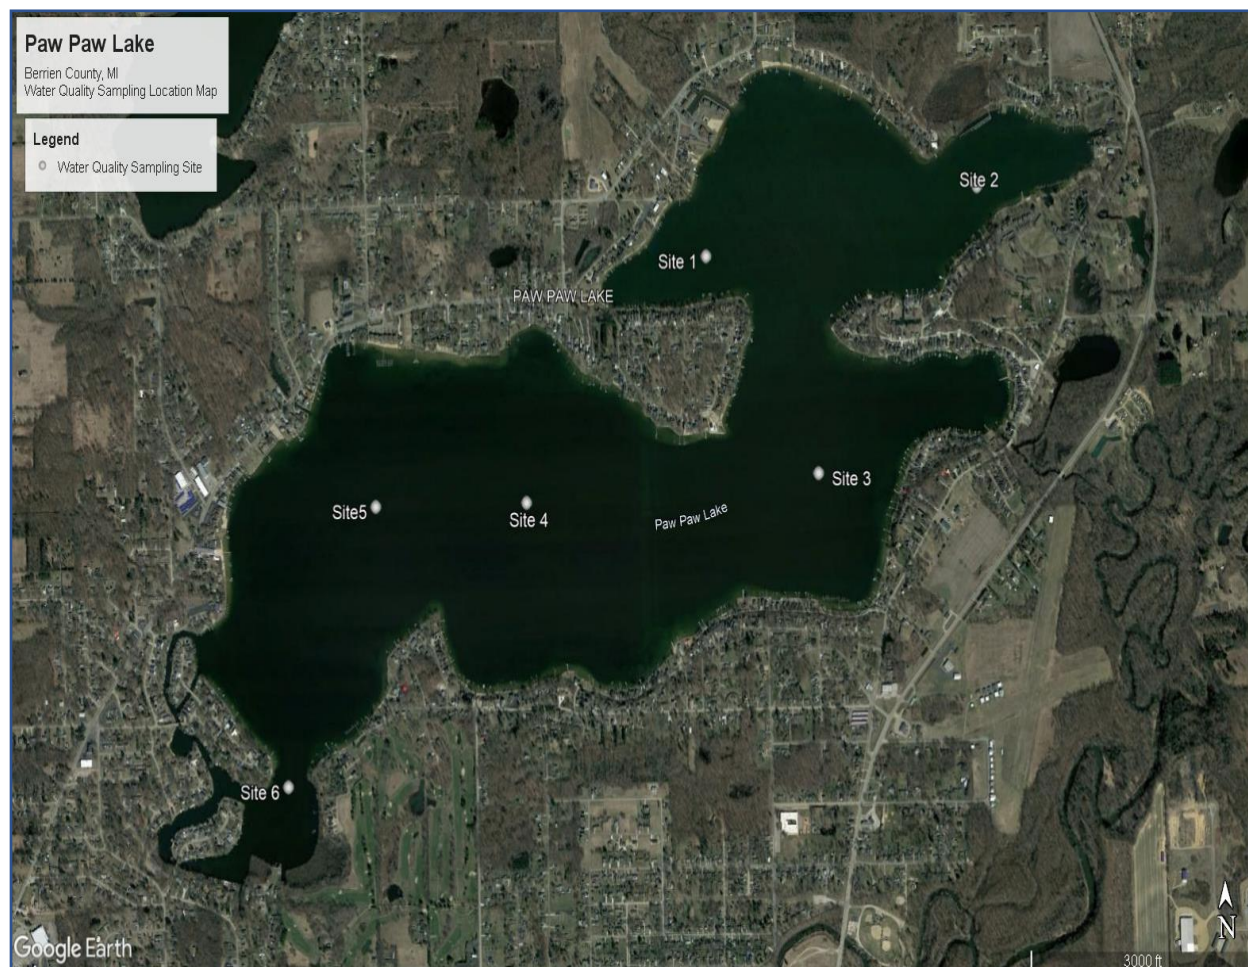 Paw Paw Lake
Berrien County, MI
Water Quality Sampling Location Map
Legend
Water Quality Sampling Site
Site 2
Site 1
PAW PAW LAKE
Site 3
Site5
Site 4
Paw Paw Lake
Site 6
N
Google Earth
3000 ft